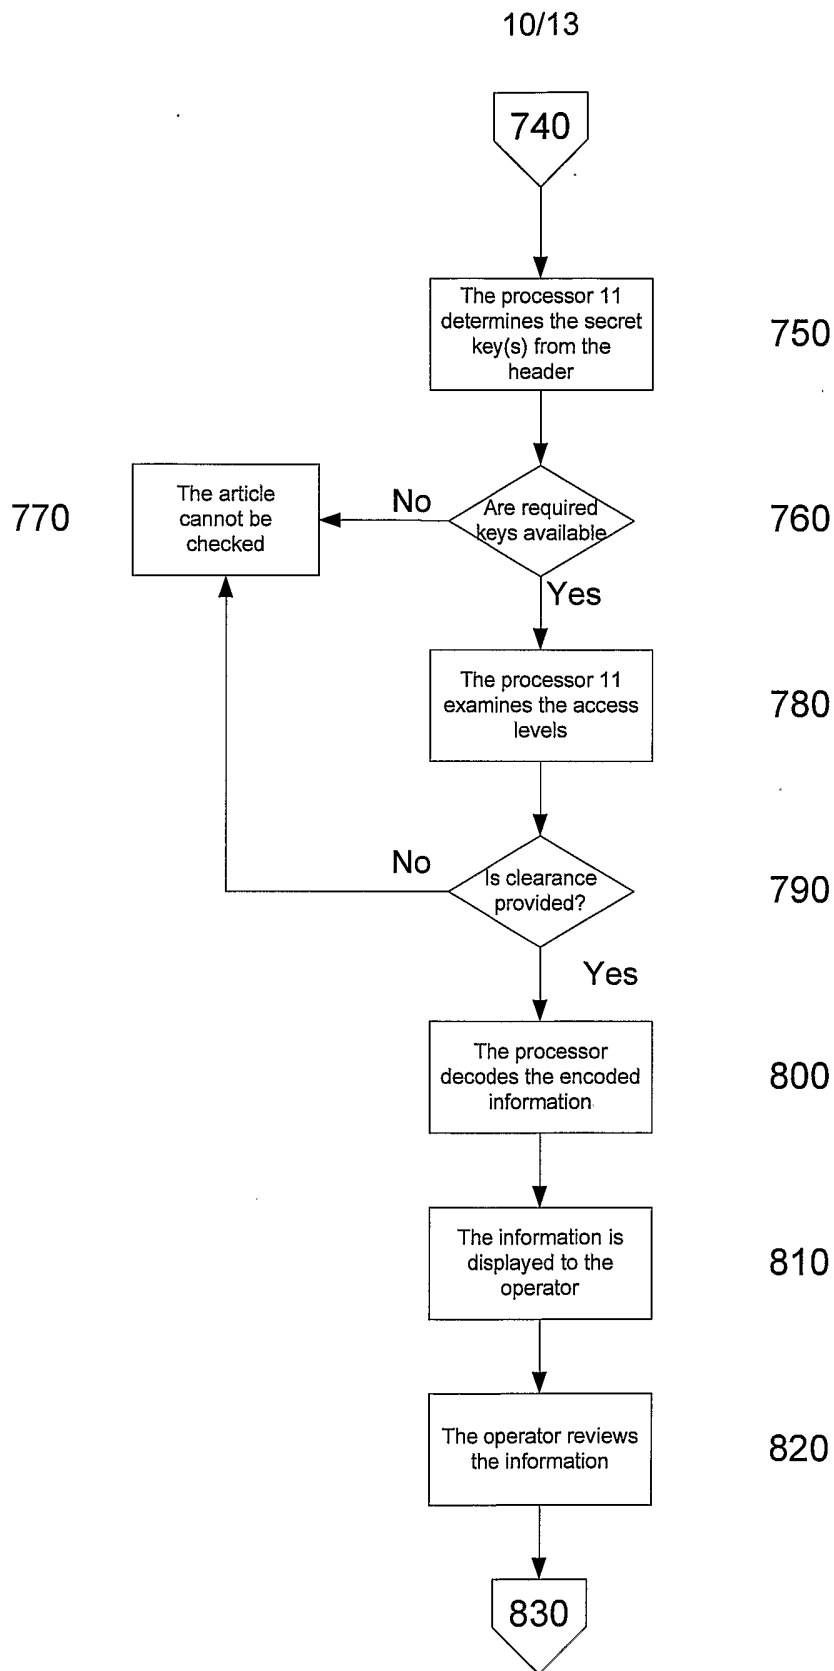 10/13
740
The processor 11
determines the secret
key(s) from the
header
750
The article
cannot be
checked
770
No
Are required
keys available
760
Yes
The processor 11
examines the access
levels
780
No
Is clearance
provided?
790
Yes
The processor
decodes the encoded
information
800
The information is
displayed to the
operator
810
The operator reviews
the information
820
830